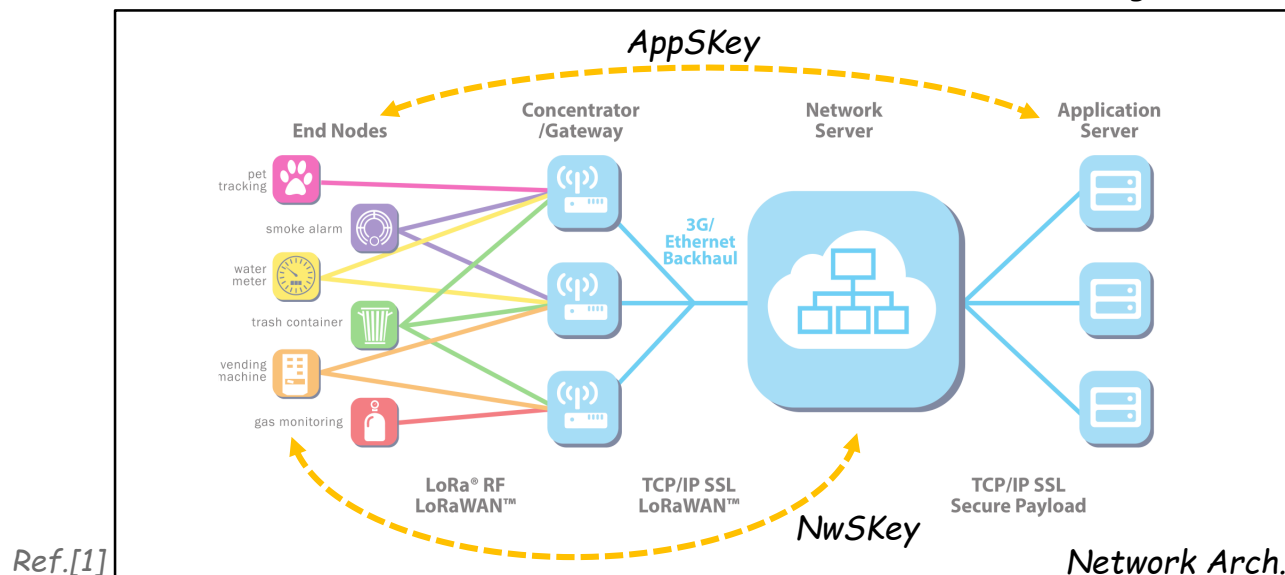 AppSKey
End Nodes
Concentrator
/Gateway
Network
Server
Application
Server
pet
tracking
smoke alarm
water
meter
trash container
vending
machine
gas monitoring
3G/
Ethernet
Backhaul
LoRa® RF
LoRaWAN™
TCP/IP SSL
LoRaWAN™
TCP/IP SSL
Secure Payload
NwSKey
Ref.[1]
Network Arch.